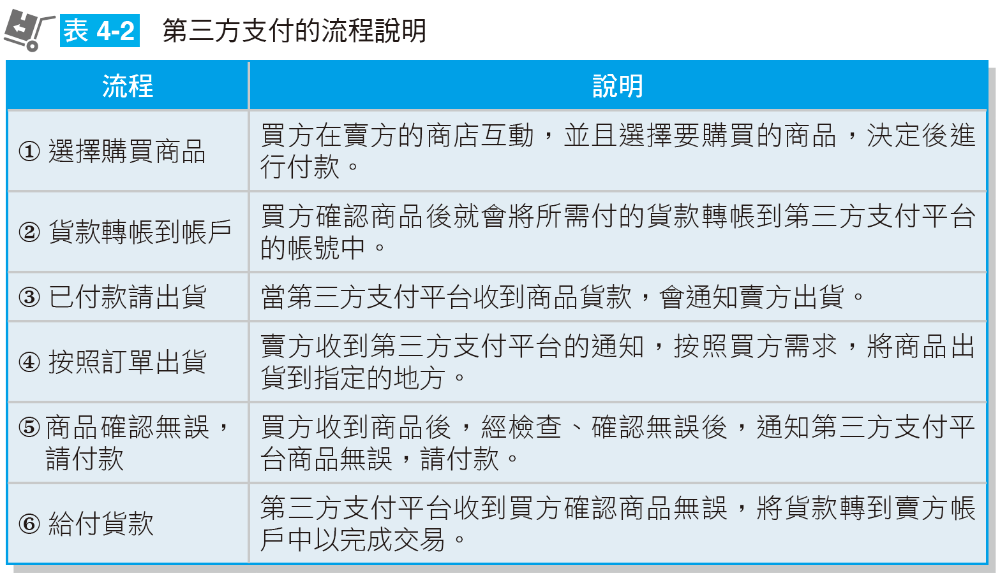 表 4-2 第三方支付的流程說明
流程 說明
① 選擇購買商品
買方在賣方的商店互動，並且選擇要購買的商品，決定後進
行付款。
② 貨款轉帳到帳戶
買方確認商品後就會將所需付的貨款轉帳到第三方支付平台
的帳號中。
③ 已付款請出貨
當第三方支付平台收到商品貨款，會通知賣方出貨。
④ 按照訂單出貨
賣方收到第三方支付平台的通知，按照買方需求，將商品出
貨到指定的地方。
⑤ 商品確認無誤，
請付款
買方收到商品後，經檢查、確認無誤後，通知第三方支付平
台商品無誤，請付款。
⑥ 給付貨款
第三方支付平台收到買方確認商品無誤，將貨款轉到賣方帳
戶中以完成交易。